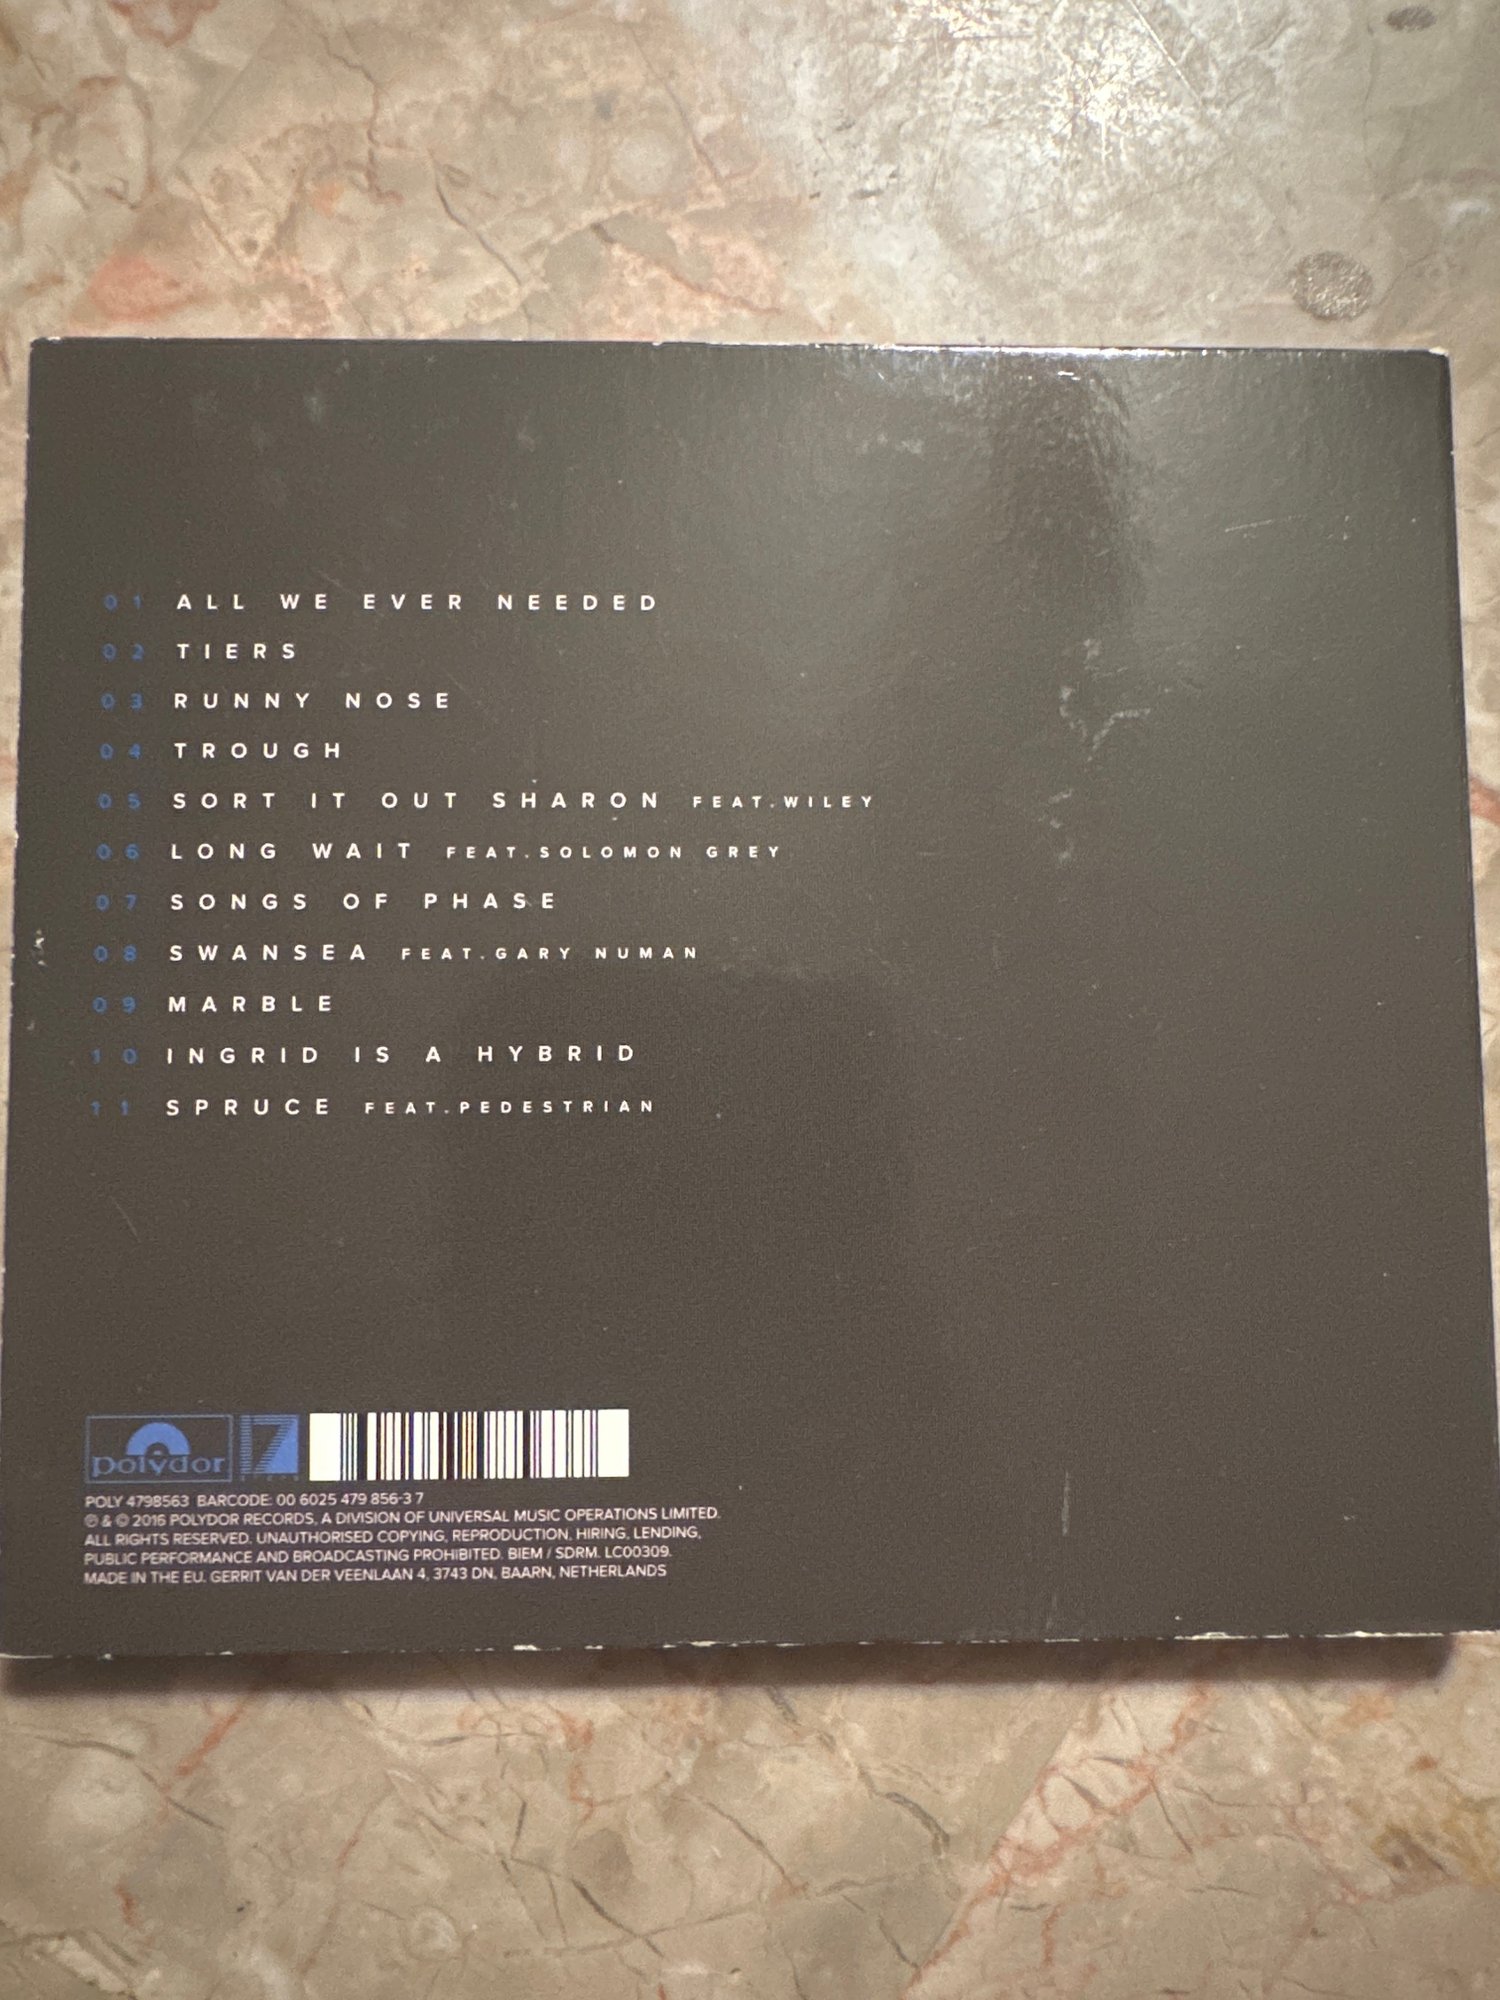 01 ALL WE EVER NEEDED
02 TIERS
03 RUNNY NOSE
04 TROUGH
05 SORT IT OUT SHARON FEAT.WILEY
06 LONG WAIT FEAT.SOLOMON GREY
07 SONGS OF PHASE
08 SWANSEA FEAT.GARY NUMAN
09 MARBLE
10 INGRID IS A HYBRID
11 SPRUCE FEAT.PEDESTRIAN
polydor 17
POLY 4798563 BARCODE: 00 6025 479 856-3 7
℗ & © 2016 POLYDOR RECORDS, A DIVISION OF UNIVERSAL MUSIC OPERATIONS LIMITED.
ALL RIGHTS RESERVED. UNAUTHORISED COPYING, REPRODUCTION, HIRING, LENDING,
PUBLIC PERFORMANCE AND BROADCASTING PROHIBITED. BIEM / SDRM. LC00309.
MADE IN THE EU. GERRIT VAN DER VEENLAAN 4, 3743 DN, BAARN, NETHERLANDS